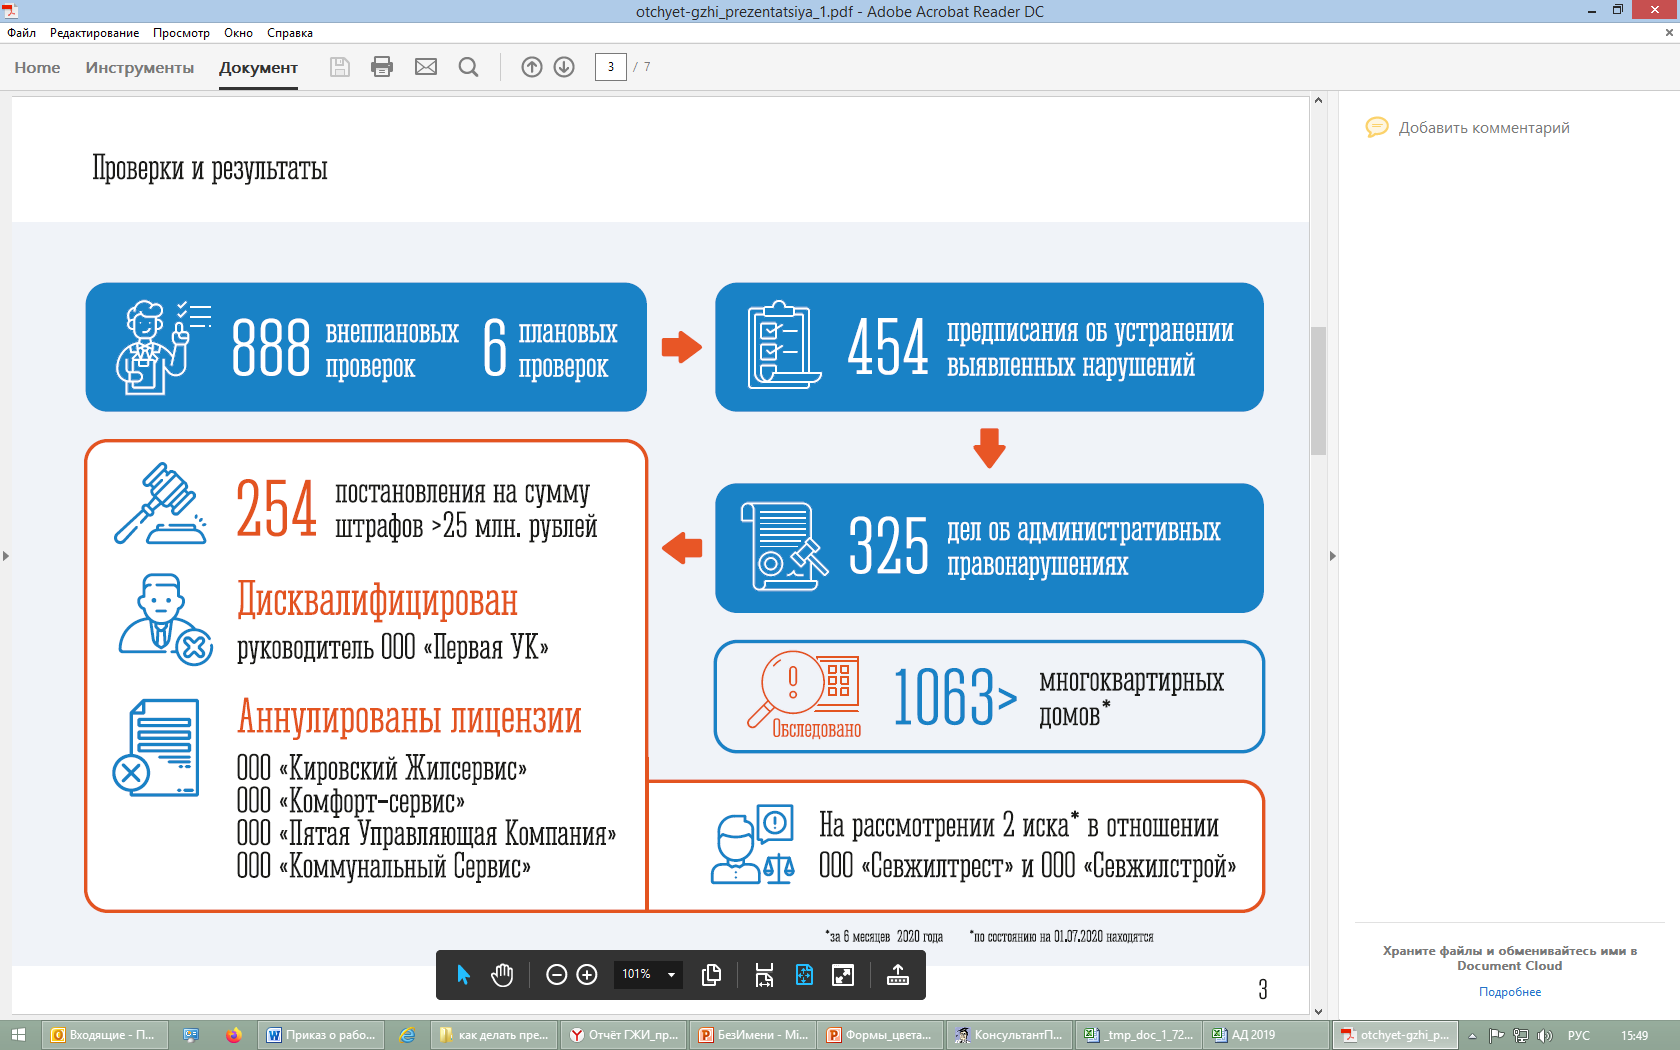 otchyet-gzhi_prezentatsiya_1.pdf - Adobe Acrobat Reader DC
Файл Редактирование Просмотр Окно Справка
Home Инструменты Документ 3 / 7
Добавить комментарий
Проверки и результаты
888 внеплановых проверок
6 плановых проверок
454 предписания об устранении
выявленных нарушений
254 постановления на сумму
штрафов >25 млн. рублей
325 дел об административных
правонарушениях
Дисквалифицирован
руководитель ООО «Первая УК»
Обследовано
1063> многоквартирных
домов*
Аннулированы лицензии
ООО «Кировский Жилсервис»
ООО «Комфорт-сервис»
ООО «Пятая Управляющая Компания»
ООО «Коммунальный Сервис»
На рассмотрении 2 иска* в отношении
ООО «Севжилтрест» и ООО «Севжилстрой»
*за 6 месяцев 2020 года *по состоянию на 01.07.2020 находятся
3
101%
Храните файлы и обменивайтесь ими в
Document Cloud
Подробнее
Входящие - П...
Приказ о рабо...
как делать пре...
Отчёт ГЖИ_пр...
БезИмени - Mi...
Формы_цвета...
КонсультантП...
_tmp_doc_1_72...
АД 2019
otchyet-gzhi_p...
РУС
15:49